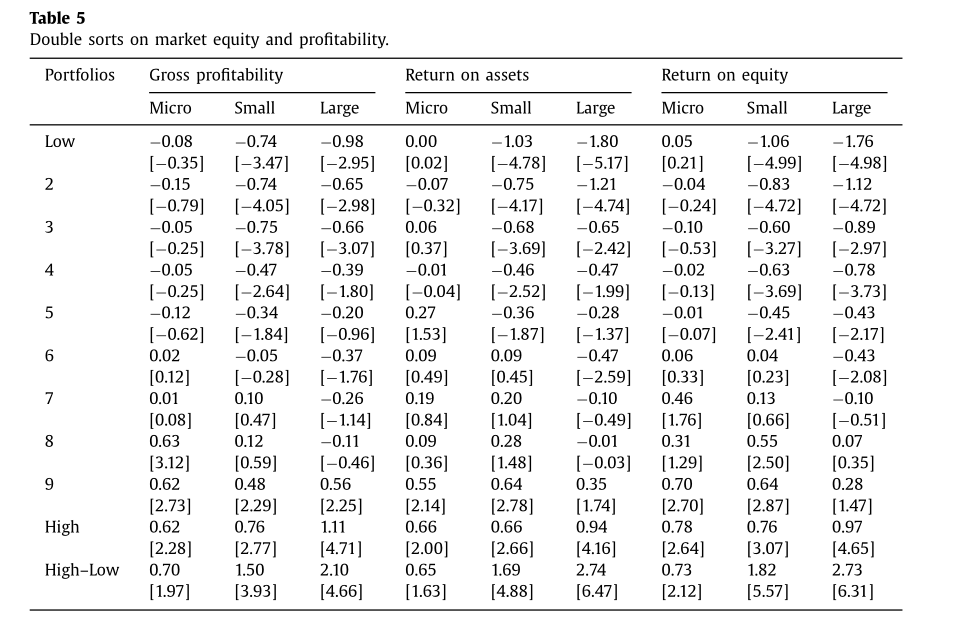 Table 5
Double sorts on market equity and profitability.
Portfolios Gross profitability Return on assets Return on equity
Micro Small Large Micro Small Large Micro Small Large
Low −0.08 −0.74 −0.98 0.00 −1.03 −1.80 0.05 −1.06 −1.76
[−0.35] [−3.47] [−2.95] [0.02] [−4.78] [−5.17] [0.21] [−4.99] [−4.98]
2 −0.15 −0.74 −0.65 −0.07 −0.75 −1.21 −0.04 −0.83 −1.12
[−0.79] [−4.05] [−2.98] [−0.32] [−4.17] [−4.74] [−0.24] [−4.72] [−4.72]
3 −0.05 −0.75 −0.66 0.06 −0.68 −0.65 −0.10 −0.60 −0.89
[−0.25] [−3.78] [−3.07] [0.37] [−3.69] [−2.42] [−0.53] [−3.27] [−2.97]
4 −0.05 −0.47 −0.39 −0.01 −0.46 −0.47 −0.02 −0.63 −0.78
[−0.25] [−2.64] [−1.80] [−0.04] [−2.52] [−1.99] [−0.13] [−3.69] [−3.73]
5 −0.12 −0.34 −0.20 0.27 −0.36 −0.28 −0.01 −0.45 −0.43
[−0.62] [−1.84] [−0.96] [1.53] [−1.87] [−1.37] [−0.07] [−2.41] [−2.17]
6 0.02 −0.05 −0.37 0.09 0.09 −0.47 0.06 0.04 −0.43
[0.12] [−0.28] [−1.76] [0.49] [0.45] [−2.59] [0.33] [0.23] [−2.08]
7 0.01 0.10 −0.26 0.19 0.20 −0.10 0.46 0.13 −0.10
[0.08] [0.47] [−1.14] [0.84] [1.04] [−0.49] [1.76] [0.66] [−0.51]
8 0.63 0.12 −0.11 0.09 0.28 −0.01 0.31 0.55 0.07
[3.12] [0.59] [−0.46] [0.36] [1.48] [−0.03] [1.29] [2.50] [0.35]
9 0.62 0.48 0.56 0.55 0.64 0.35 0.70 0.64 0.28
[2.73] [2.29] [2.25] [2.14] [2.78] [1.74] [2.70] [2.87] [1.47]
High 0.62 0.76 1.11 0.66 0.66 0.94 0.78 0.76 0.97
[2.28] [2.77] [4.71] [2.00] [2.66] [4.16] [2.64] [3.07] [4.65]
High–Low 0.70 1.50 2.10 0.65 1.69 2.74 0.73 1.82 2.73
[1.97] [3.93] [4.66] [1.63] [4.88] [6.47] [2.12] [5.57] [6.31]